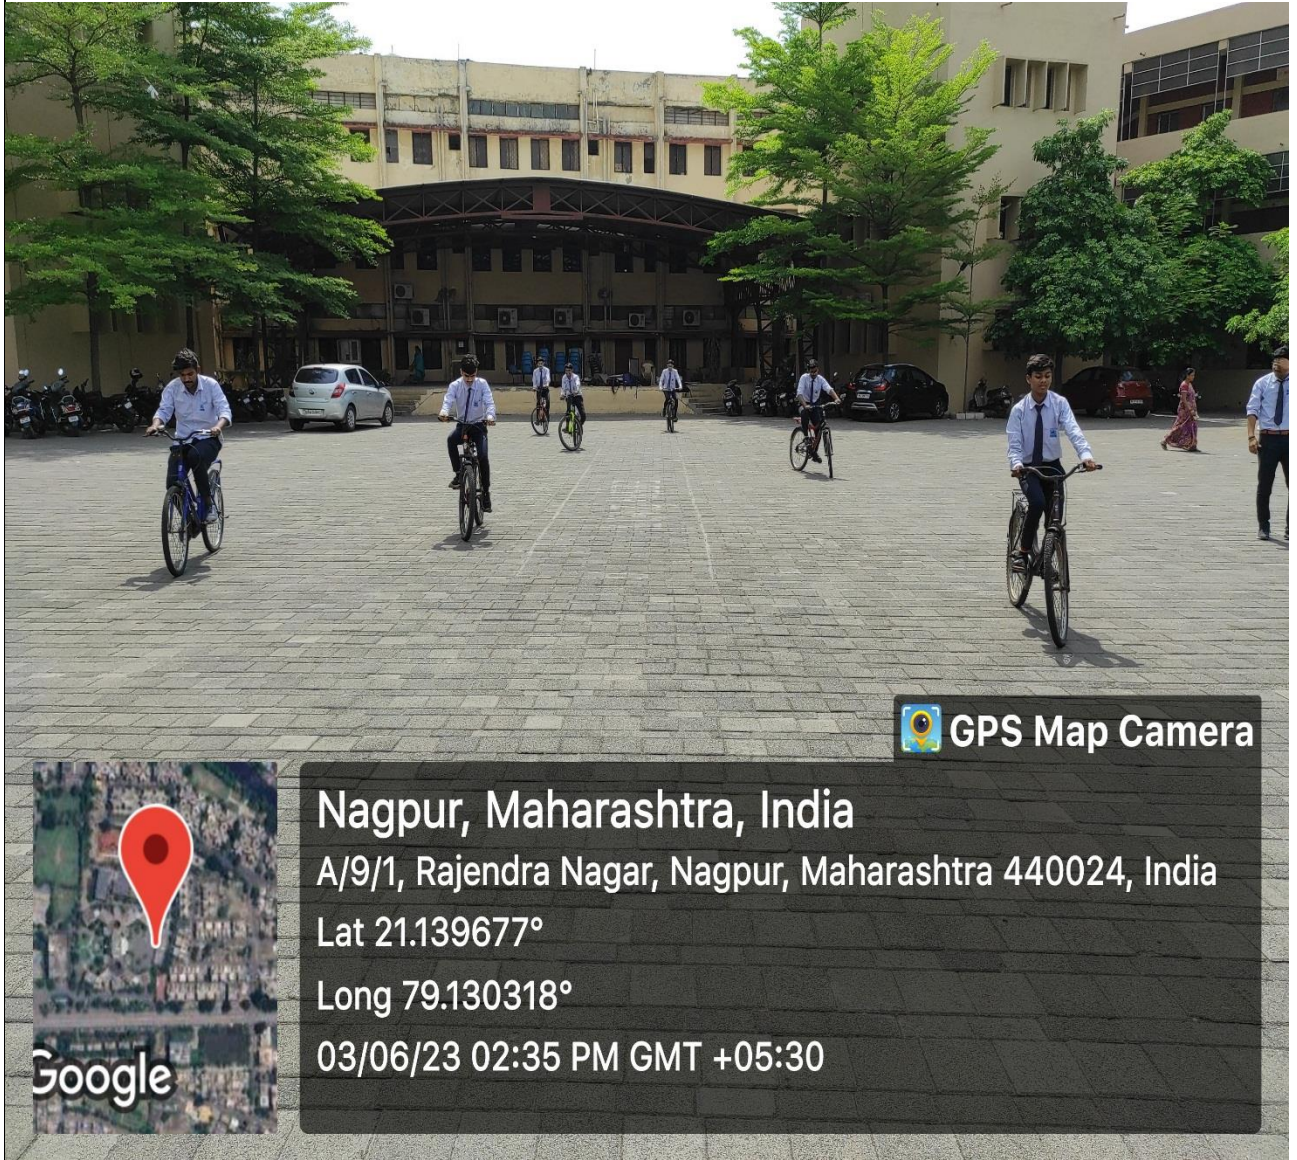 GPS Map Camera
Nagpur, Maharashtra, India
A/9/1, Rajendra Nagar, Nagpur, Maharashtra 440024, India
Lat 21.139677°
Long 79.130318°
03/06/23 02:35 PM GMT +05:30
Google